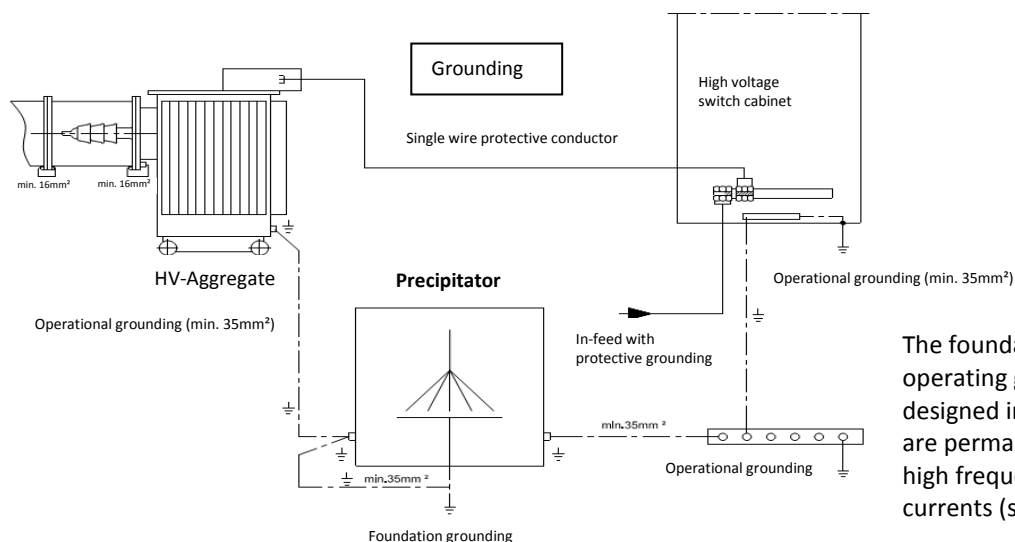 Grounding
High voltage
switch cabinet
Single wire protective conductor
min. 16mm²
min. 16mm²
HV-Aggregate
Precipitator
Operational grounding (min. 35mm²)
Operational grounding (min. 35mm²)
In-feed with
protective grounding
min.35mm ²
Operational grounding
min.35mm ²
Foundation grounding
The founda
operating g
designed in
are perma
high freque
currents (s